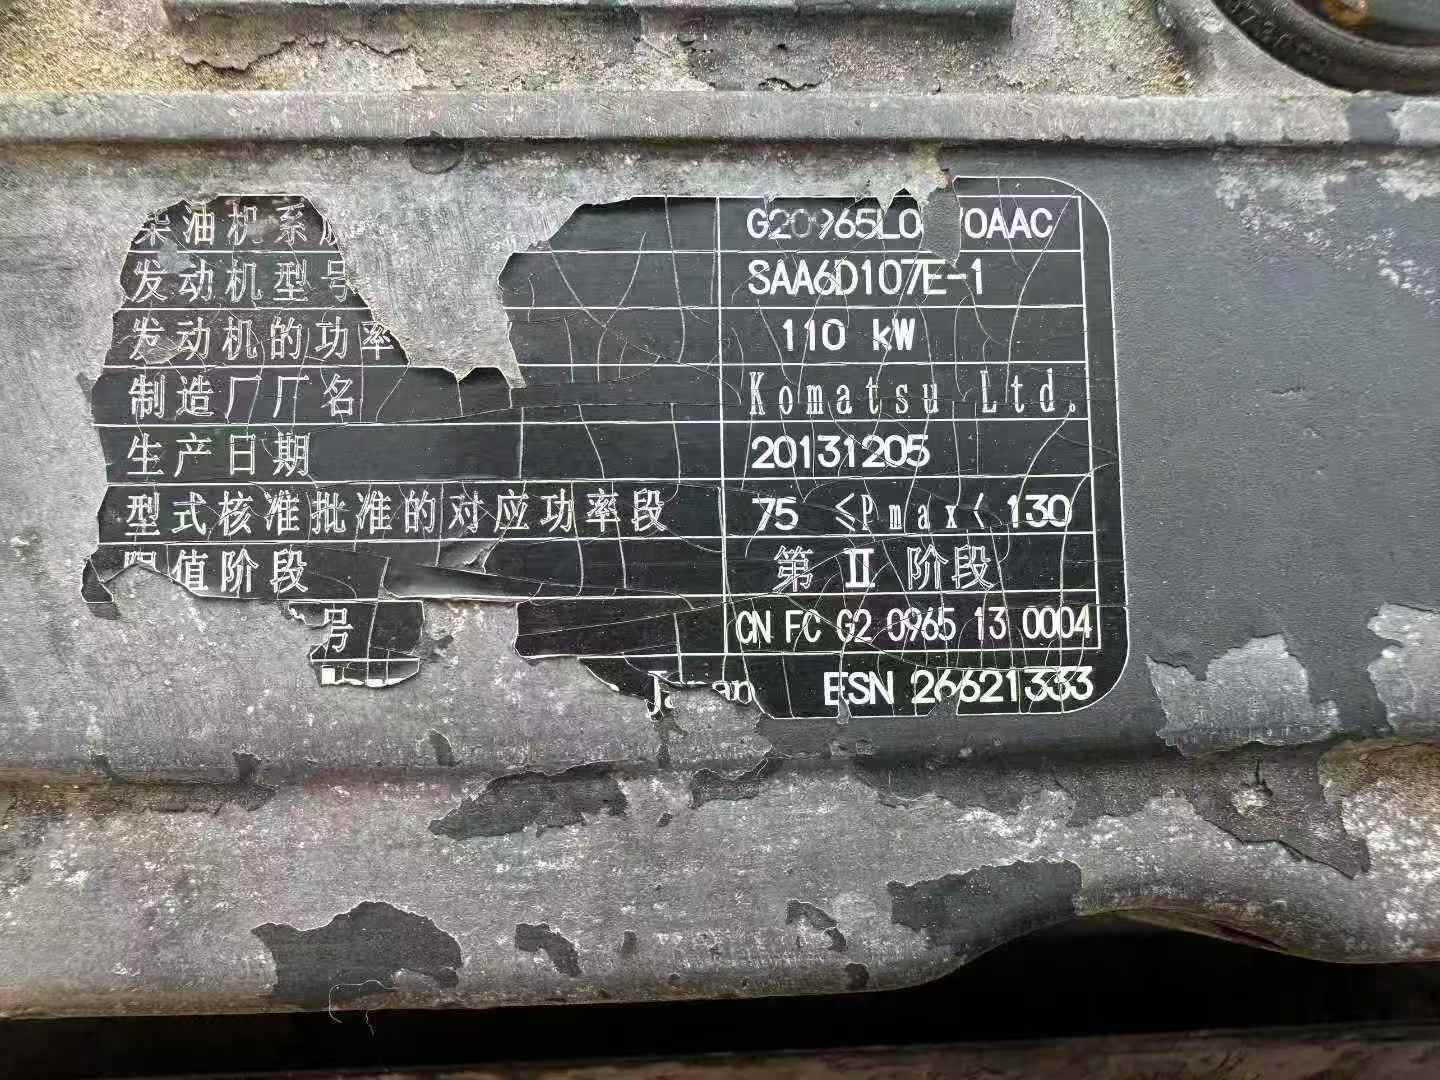 柴油机系族 G20965L0 70AAC
发动机型号 SAA6D107E-1
发动机的功率 110 kW
制造厂厂名 Komatsu Ltd.
生产日期 20131205
型式核准批准的对应功率段 75 ≤Pmax< 130
限值阶段 第 II 阶段
号 CN FC G2 0965 13 0004
Japan ESN 26621333